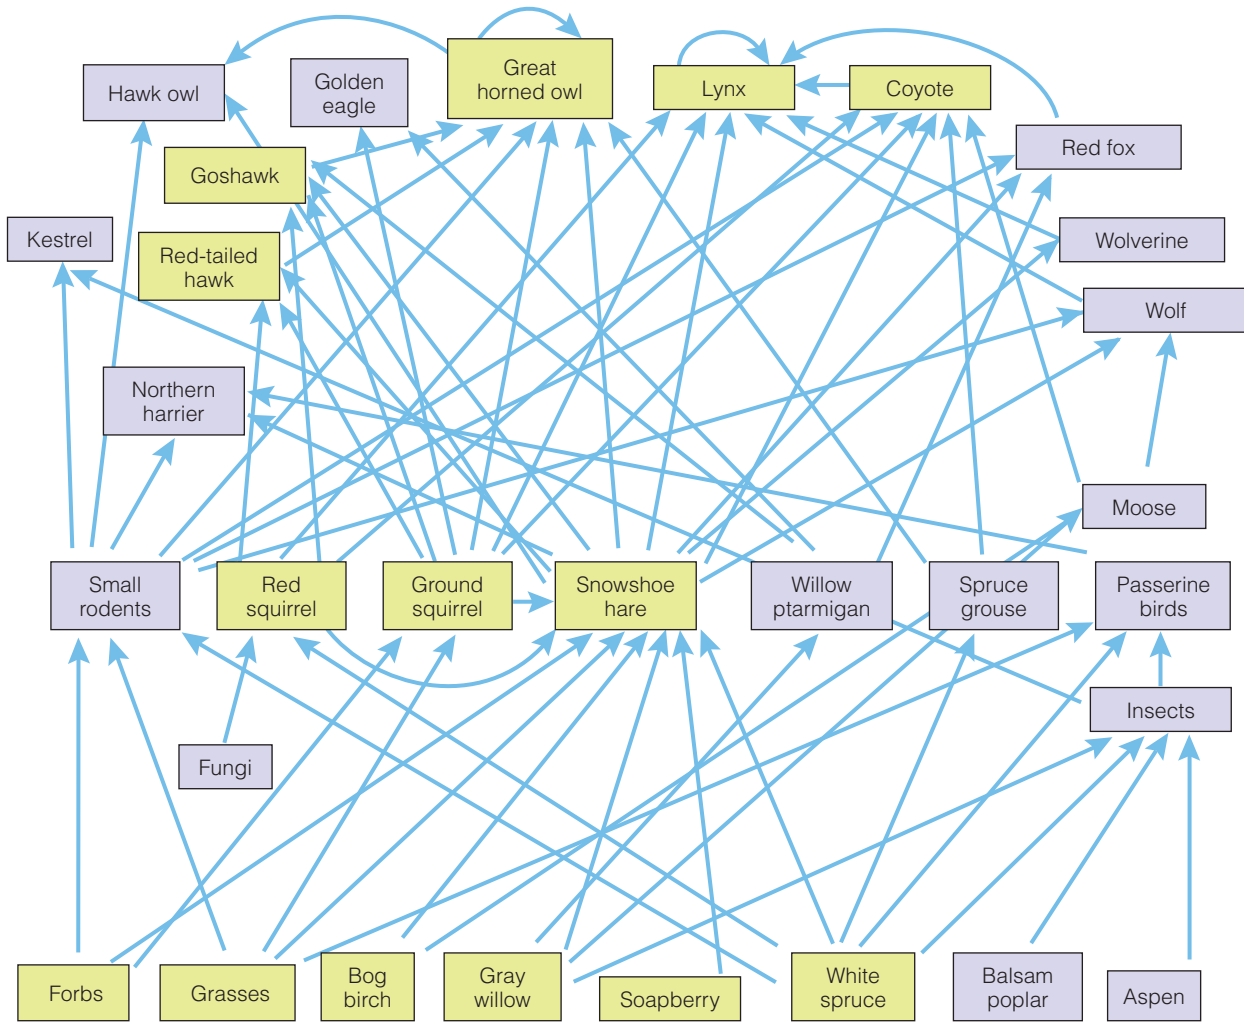 Great
horned owl
Golden
eagle
Hawk owl
Lynx
Coyote
Red fox
Goshawk
Kestrel
Red-tailed
hawk
Wolverine
Wolf
Northern
harrier
Moose
Small
rodents
Red
squirrel
Ground
squirrel
Snowshoe
hare
Willow
ptarmigan
Spruce
grouse
Passerine
birds
Insects
Fungi
Forbs
Grasses
Bog
birch
Gray
willow
Soapberry
White
spruce
Balsam
poplar
Aspen